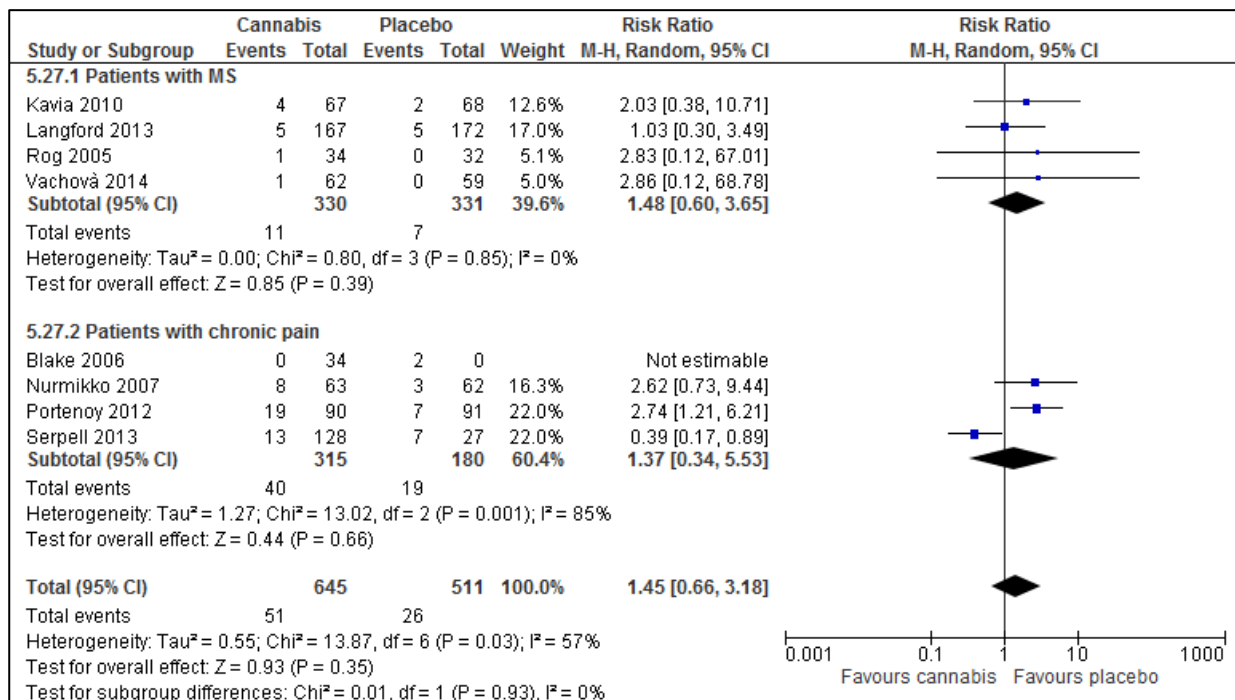 Cannabis Placebo Risk Ratio Risk Ratio
Study or Subgroup Events Total Events Total Weight M-H, Random, 95% CI M-H, Random, 95% CI
5.27.1 Patients with MS
Kavia 2010 4 67 2 68 12.6% 2.03 [0.38, 10.71]
Langford 2013 5 167 5 172 17.0% 1.03 [0.30, 3.49]
Rog 2005 1 34 0 32 5.1% 2.83 [0.12, 67.01]
Vachovà 2014 1 62 0 59 5.0% 2.86 [0.12, 68.78]
Subtotal (95% CI) 330 331 39.6% 1.48 [0.60, 3.65]
Total events 11 7
Heterogeneity: Tau² = 0.00; Chi² = 0.80, df = 3 (P = 0.85); I² = 0%
Test for overall effect: Z = 0.85 (P = 0.39)
5.27.2 Patients with chronic pain
Blake 2006 0 34 2 0 Not estimable
Nurmikko 2007 8 63 3 62 16.3% 2.62 [0.73, 9.44]
Portenoy 2012 19 90 7 91 22.0% 2.74 [1.21, 6.21]
Serpell 2013 13 128 7 27 22.0% 0.39 [0.17, 0.89]
Subtotal (95% CI) 315 180 60.4% 1.37 [0.34, 5.53]
Total events 40 19
Heterogeneity: Tau² = 1.27; Chi² = 13.02, df = 2 (P = 0.001); I² = 85%
Test for overall effect: Z = 0.44 (P = 0.66)
Total (95% CI) 645 511 100.0% 1.45 [0.66, 3.18]
Total events 51 26
Heterogeneity: Tau² = 0.55; Chi² = 13.87, df = 6 (P = 0.03); I² = 57%
Test for overall effect: Z = 0.93 (P = 0.35)
Test for subgroup differences: Chi² = 0.01, df = 1 (P = 0.93), I² = 0%
0.001 0.1 1 10 1000
Favours cannabis Favours placebo